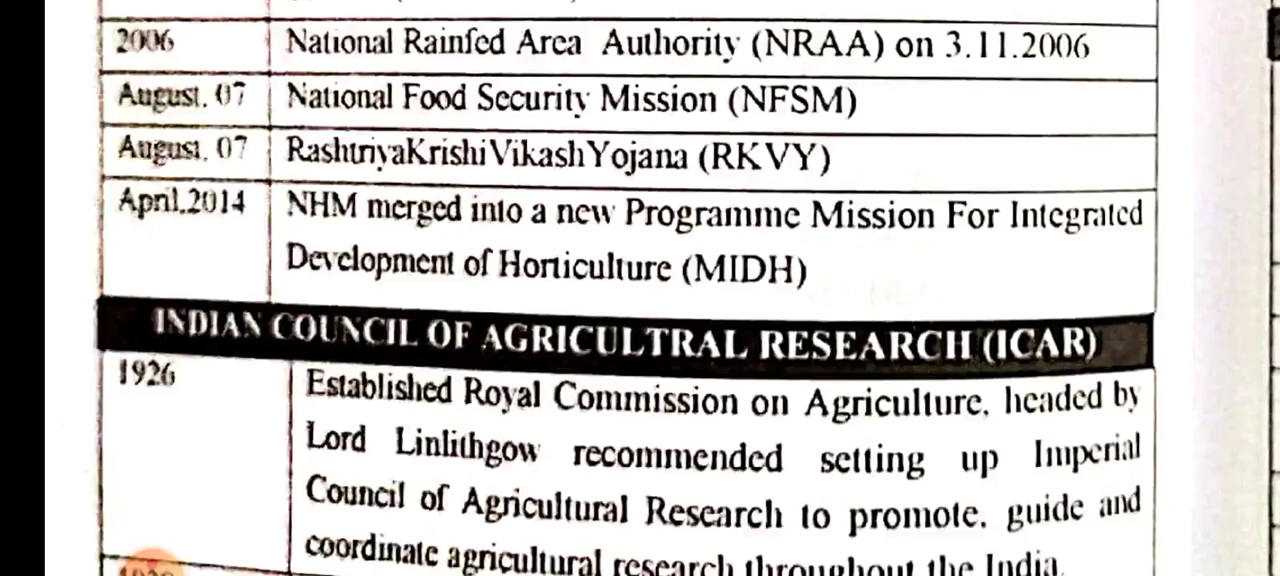 2006 National Rainfed Area Authority (NRAA) on 3.11.2006
August. 07 National Food Security Mission (NFSM)
August. 07 RashtriyaKrishiVikashYojana (RKVY)
April.2014 NHM merged into a new Programme Mission For Integrated
Development of Horticulture (MIDH)
INDIAN COUNCIL OF AGRICULTRAL RESEARCH (ICAR)
1926 Established Royal Commission on Agriculture, headed by
Lord Linlithgow recommended setting up Imperial
Council of Agricultural Research to promote, guide and
coordinate agricultural research throughout the India.